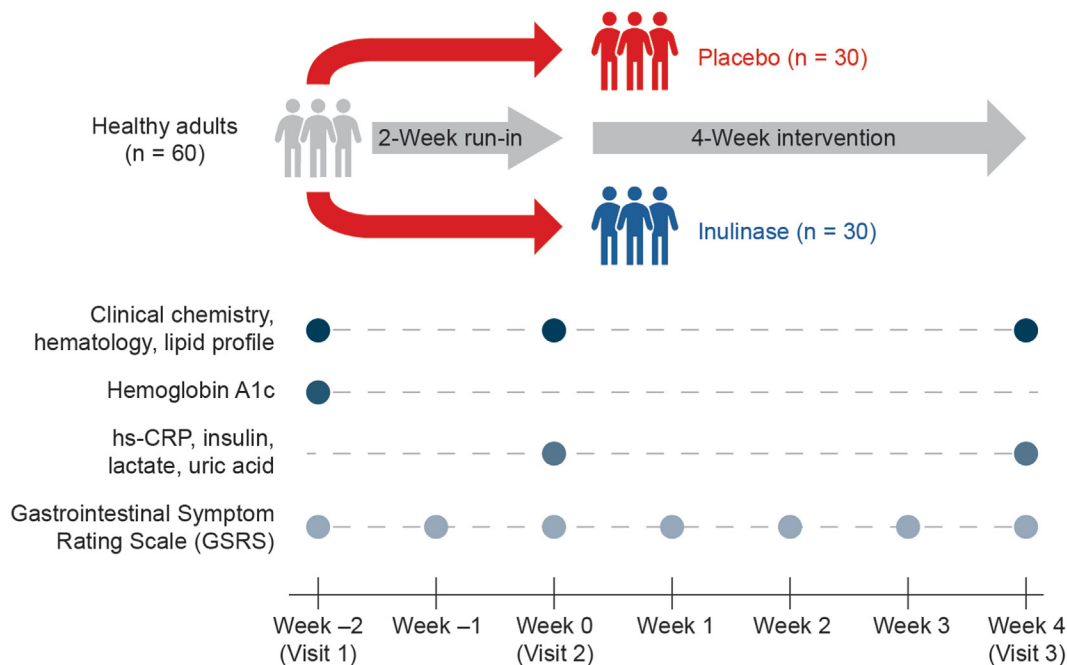 Placebo (n = 30)
Healthy adults
(n = 60)
2-Week run-in
4-Week intervention
Inulinase (n = 30)
Clinical chemistry,
hematology, lipid profile
Hemoglobin A1c
hs-CRP, insulin,
lactate, uric acid
Gastrointestinal Symptom
Rating Scale (GSRS)
Week –2
(Visit 1)
Week –1
Week 0
(Visit 2)
Week 1
Week 2
Week 3
Week 4
(Visit 3)